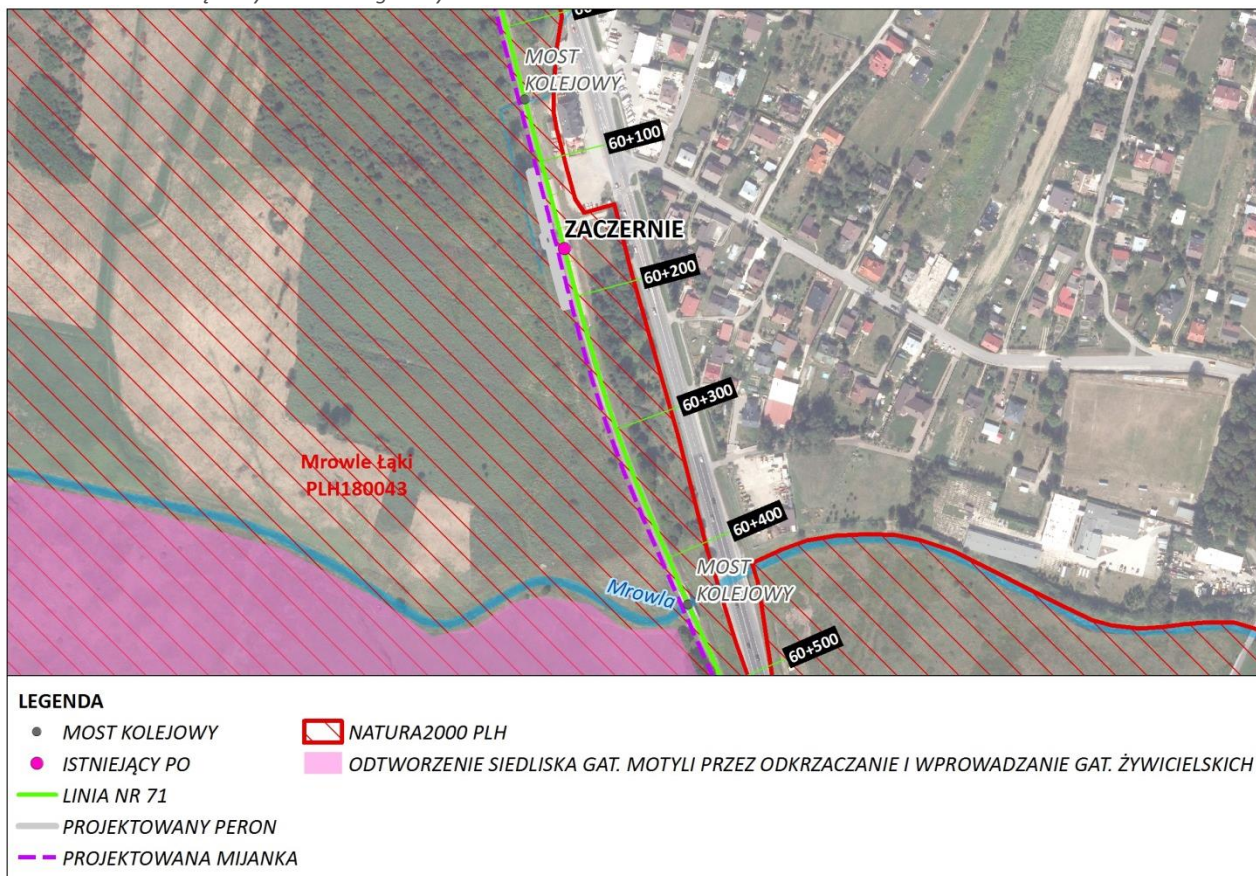 MOST
KOLEJOWY
60+100
ZACZERNIE
60+200
60+300
Mrowle Łąki
PLH180043
60+400
MOST
KOLEJOWY
Mrowla
60+500
LEGENDA
MOST KOLEJOWY
ISTNIEJĄCY PO
LINIA NR 71
PROJEKTOWANY PERON
PROJEKTOWANA MIJANKA
NATURA2000 PLH
ODTWORZENIE SIEDLISKA GAT. MOTYLI PRZEZ ODKRZACZANIE I WPROWADZANIE GAT. ŻYWICIELSKICH